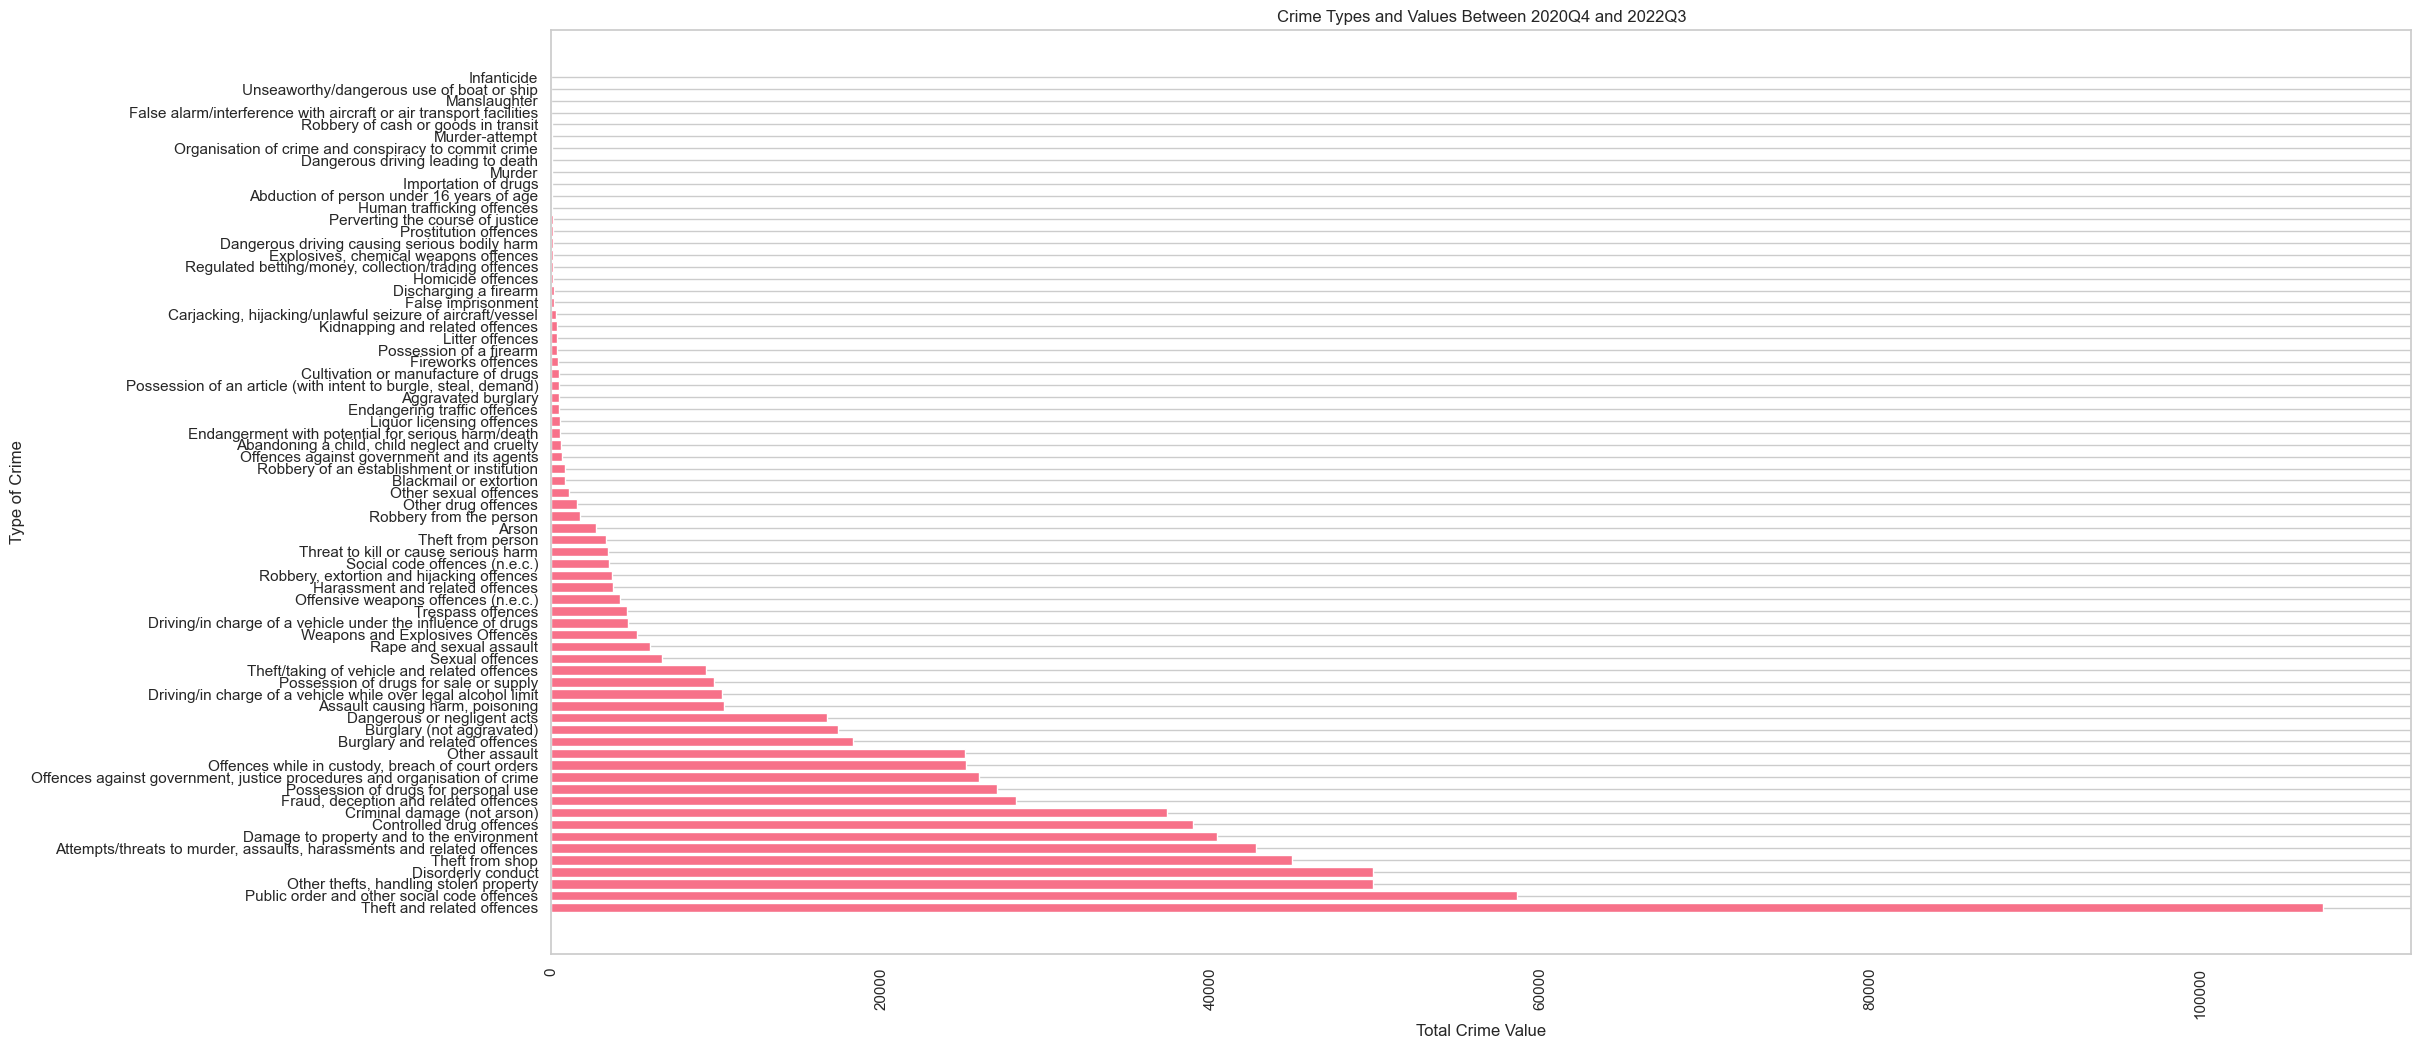 Crime Types and Values Between 2020Q4 and 2022Q3
Type of Crime
Infanticide
Unseaworthy/dangerous use of boat or ship
Manslaughter
False alarm/interference with aircraft or air transport facilities
Robbery of cash or goods in transit
Murder-attempt
Organisation of crime and conspiracy to commit crime
Dangerous driving leading to death
Murder
Importation of drugs
Abduction of person under 16 years of age
Human trafficking offences
Perverting the course of justice
Prostitution offences
Dangerous driving causing serious bodily harm
Explosives, chemical weapons offences
Regulated betting/money, collection/trading offences
Homicide offences
Discharging a firearm
False imprisonment
Carjacking, hijacking/unlawful seizure of aircraft/vessel
Kidnapping and related offences
Litter offences
Possession of a firearm
Fireworks offences
Cultivation or manufacture of drugs
Possession of an article (with intent to burgle, steal, demand)
Aggravated burglary
Endangering traffic offences
Liquor licensing offences
Endangerment with potential for serious harm/death
Abandoning a child, child neglect and cruelty
Offences against government and its agents
Robbery of an establishment or institution
Blackmail or extortion
Other sexual offences
Other drug offences
Robbery from the person
Arson
Theft from person
Threat to kill or cause serious harm
Social code offences (n.e.c.)
Robbery, extortion and hijacking offences
Harassment and related offences
Offensive weapons offences (n.e.c.)
Trespass offences
Driving/in charge of a vehicle under the influence of drugs
Weapons and Explosives Offences
Rape and sexual assault
Sexual offences
Theft/taking of vehicle and related offences
Possession of drugs for sale or supply
Driving/in charge of a vehicle while over legal alcohol limit
Assault causing harm, poisoning
Dangerous or negligent acts
Burglary (not aggravated)
Burglary and related offences
Other assault
Offences while in custody, breach of court orders
Offences against government, justice procedures and organisation of crime
Possession of drugs for personal use
Fraud, deception and related offences
Criminal damage (not arson)
Controlled drug offences
Damage to property and to the environment
Attempts/threats to murder, assaults, harassments and related offences
Theft from shop
Disorderly conduct
Other thefts, handling stolen property
Public order and other social code offences
Theft and related offences
0
20000
40000
60000
80000
100000
Total Crime Value